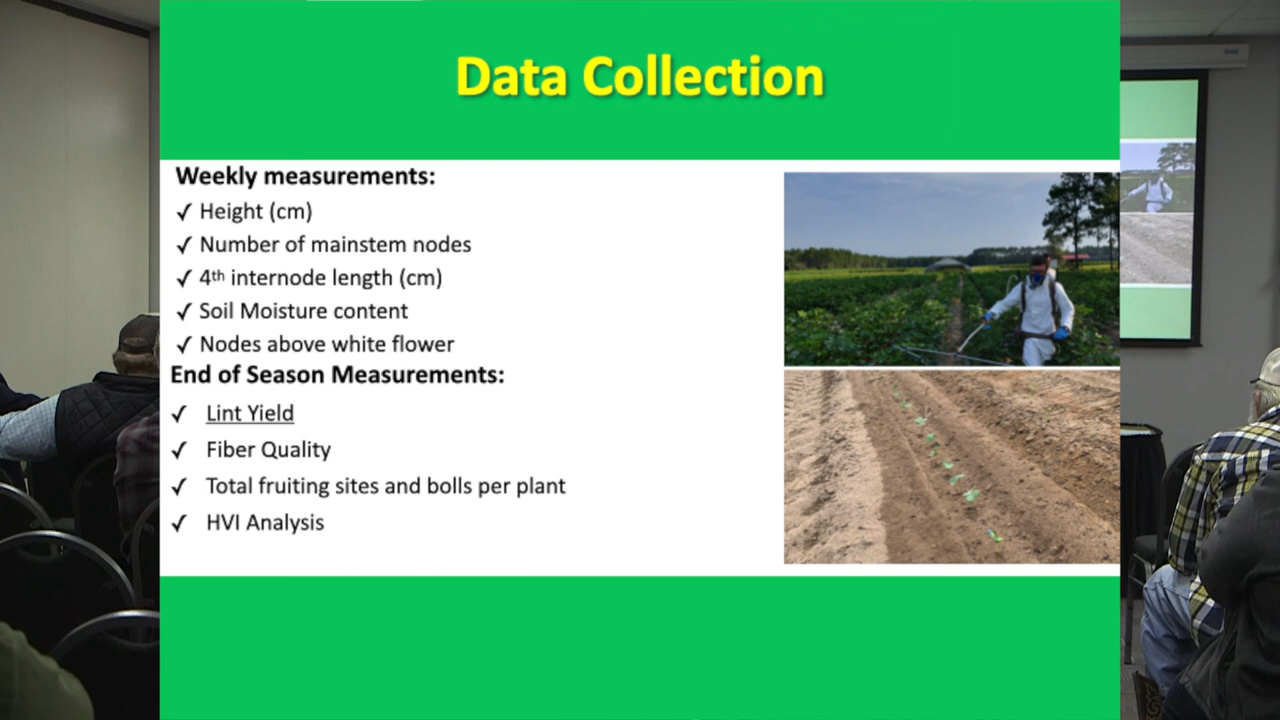 Data Collection
Weekly measurements:
✓ Height (cm)
✓ Number of mainstem nodes
✓ 4th internode length (cm)
✓ Soil Moisture content
✓ Nodes above white flower
End of Season Measurements:
✓ Lint Yield
✓ Fiber Quality
✓ Total fruiting sites and bolls per plant
✓ HVI Analysis